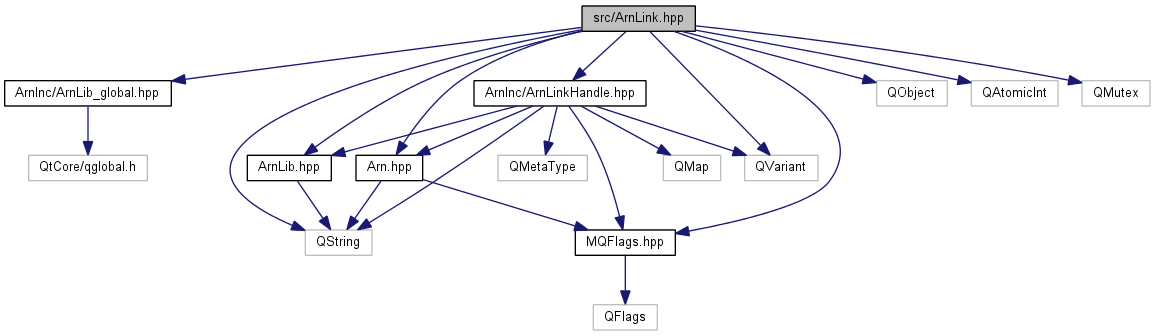 src/ArnLink.hpp
ArnInc/ArnLib_global.hpp
ArnInc/ArnLinkHandle.hpp
QObject
QAtomicInt
QMutex
QtCore/qglobal.h
ArnLib.hpp
Arn.hpp
QMetaType
QMap
QVariant
QString
MQFlags.hpp
QFlags